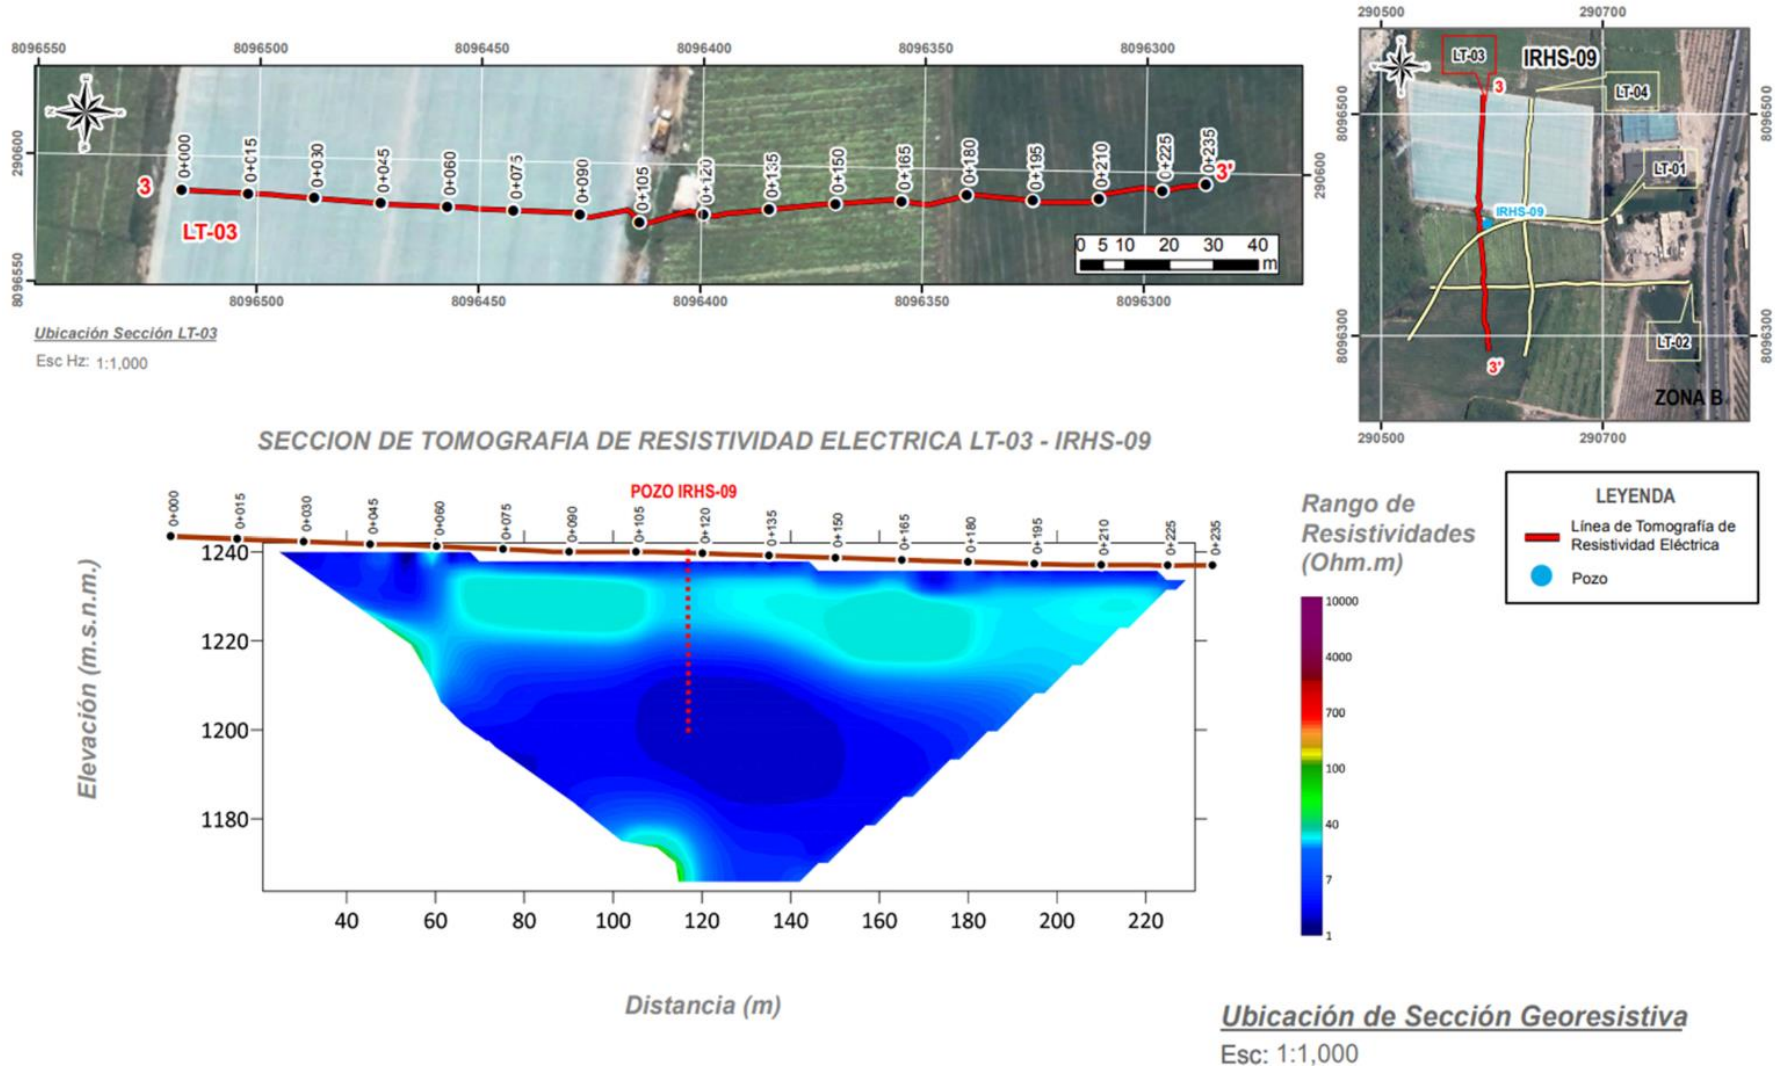 8096550 8096500 8096450 8096400 8096350 8096300
290600
8096550
3
0+000 0+015 0+030 0+045 0+060 0+075 0+090 0+105 0+120 0+135 0+150 0+165 0+180 0+195 0+210 0+225 0+235
3'
290600
LT-03
0 5 10 20 30 40
m
8096500 8096450 8096400 8096350 8096300
Ubicación Sección LT-03
Esc Hz: 1:1,000
290500 290700
LT-03
IRHS-09
3
LT-04
8096500
8096500
LT-01
IRHS-09
8096300
8096300
LT-02
3'
ZONA B
290500 290700
SECCION DE TOMOGRAFIA DE RESISTIVIDAD ELECTRICA LT-03 - IRHS-09
POZO IRHS-09
0+000 0+015 0+030 0+045 0+060 0+075 0+090 0+105 0+120 0+135 0+150 0+165 0+180 0+195 0+210 0+225 0+235
Elevación (m.s.n.m.)
1240
1220
1200
1180
40 60 80 100 120 140 160 180 200 220
Distancia (m)
Rango de
Resistividades
(Ohm.m)
10000
4000
700
100
40
7
1
LEYENDA
Línea de Tomografía de
Resistividad Eléctrica
Pozo
Ubicación de Sección Georesistiva
Esc: 1:1,000